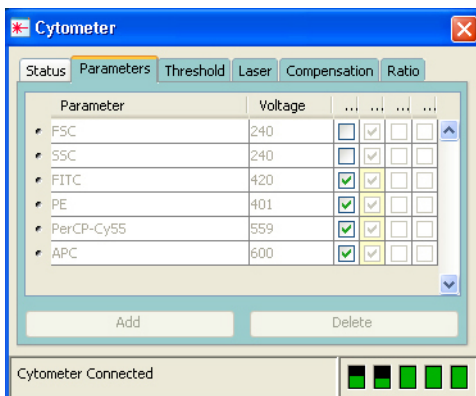 Cytometer
Status Parameters Threshold Laser Compensation Ratio
Parameter Voltage ... ... ... ...
FSC 240
SSC 240
FITC 420
PE 401
PerCP-Cy55 559
APC 600
Add Delete
Cytometer Connected